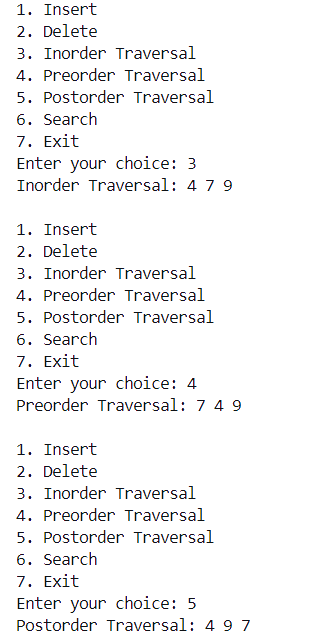 1. Insert
2. Delete
3. Inorder Traversal
4. Preorder Traversal
5. Postorder Traversal
6. Search
7. Exit
Enter your choice: 3
Inorder Traversal: 4 7 9

1. Insert
2. Delete
3. Inorder Traversal
4. Preorder Traversal
5. Postorder Traversal
6. Search
7. Exit
Enter your choice: 4
Preorder Traversal: 7 4 9

1. Insert
2. Delete
3. Inorder Traversal
4. Preorder Traversal
5. Postorder Traversal
6. Search
7. Exit
Enter your choice: 5
Postorder Traversal: 4 9 7